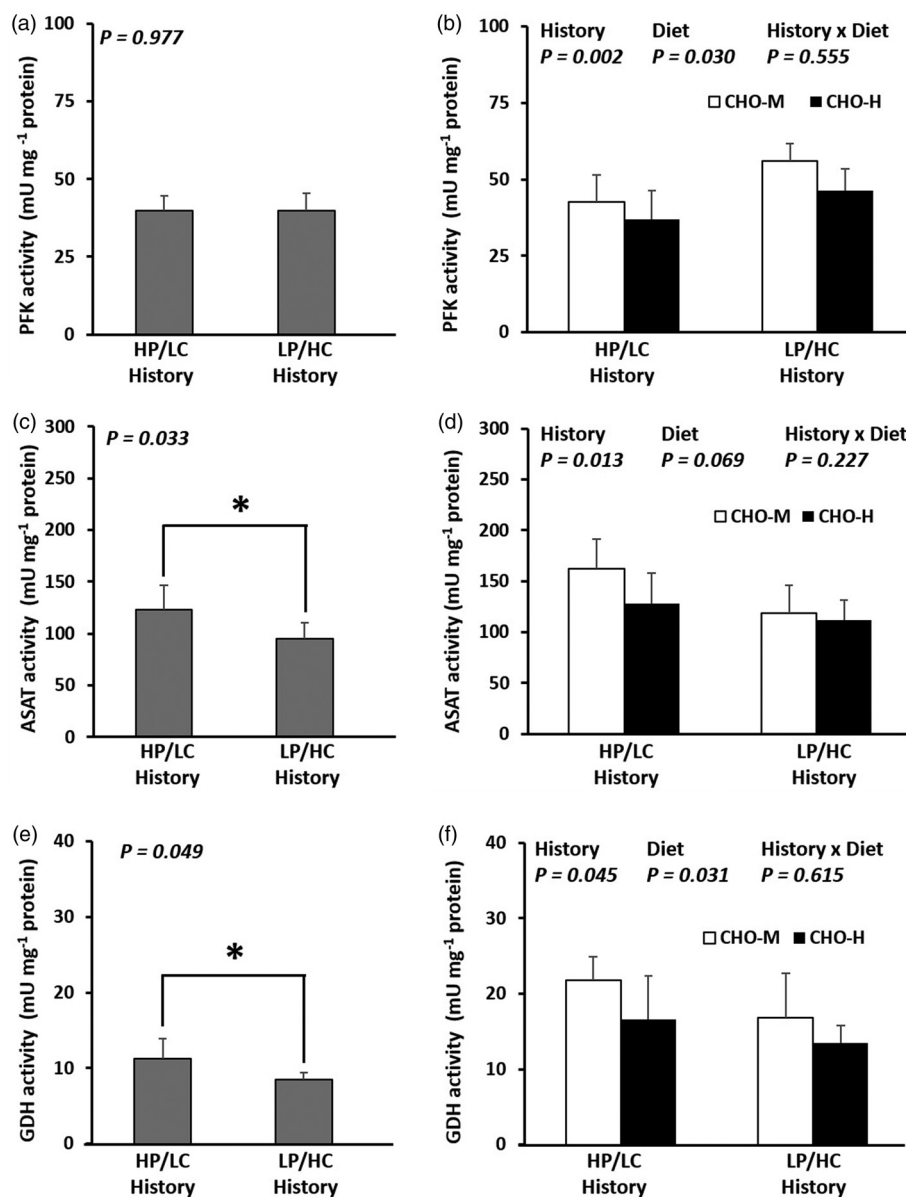 (a)
P = 0.977
PFK activity (mU mg -1 protein)
100
75
50
25
0
HP/LC LP/HC
History History
(b)
History Diet History x Diet
P = 0.002 P = 0.030 P = 0.555
CHO-M CHO-H
PFK activity (mU mg-1 protein)
100
75
50
25
0
HP/LC LP/HC
History History
(c)
P = 0.033
*
ASAT activity (mU mg-1 protein)
300
250
200
150
100
50
0
HP/LC LP/HC
History History
(d)
History Diet History x Diet
P = 0.013 P = 0.069 P = 0.227
CHO-M CHO-H
ASAT activity (mU mg-1 protein)
300
250
200
150
100
50
0
HP/LC LP/HC
History History
(e)
P = 0.049
*
GDH activity (mU mg-1 protein)
40
30
20
10
0
HP/LC LP/HC
History History
(f)
History Diet History x Diet
P = 0.045 P = 0.031 P = 0.615
CHO-M CHO-H
GDH activity (mU mg-1 protein)
40
30
20
10
0
HP/LC LP/HC
History History